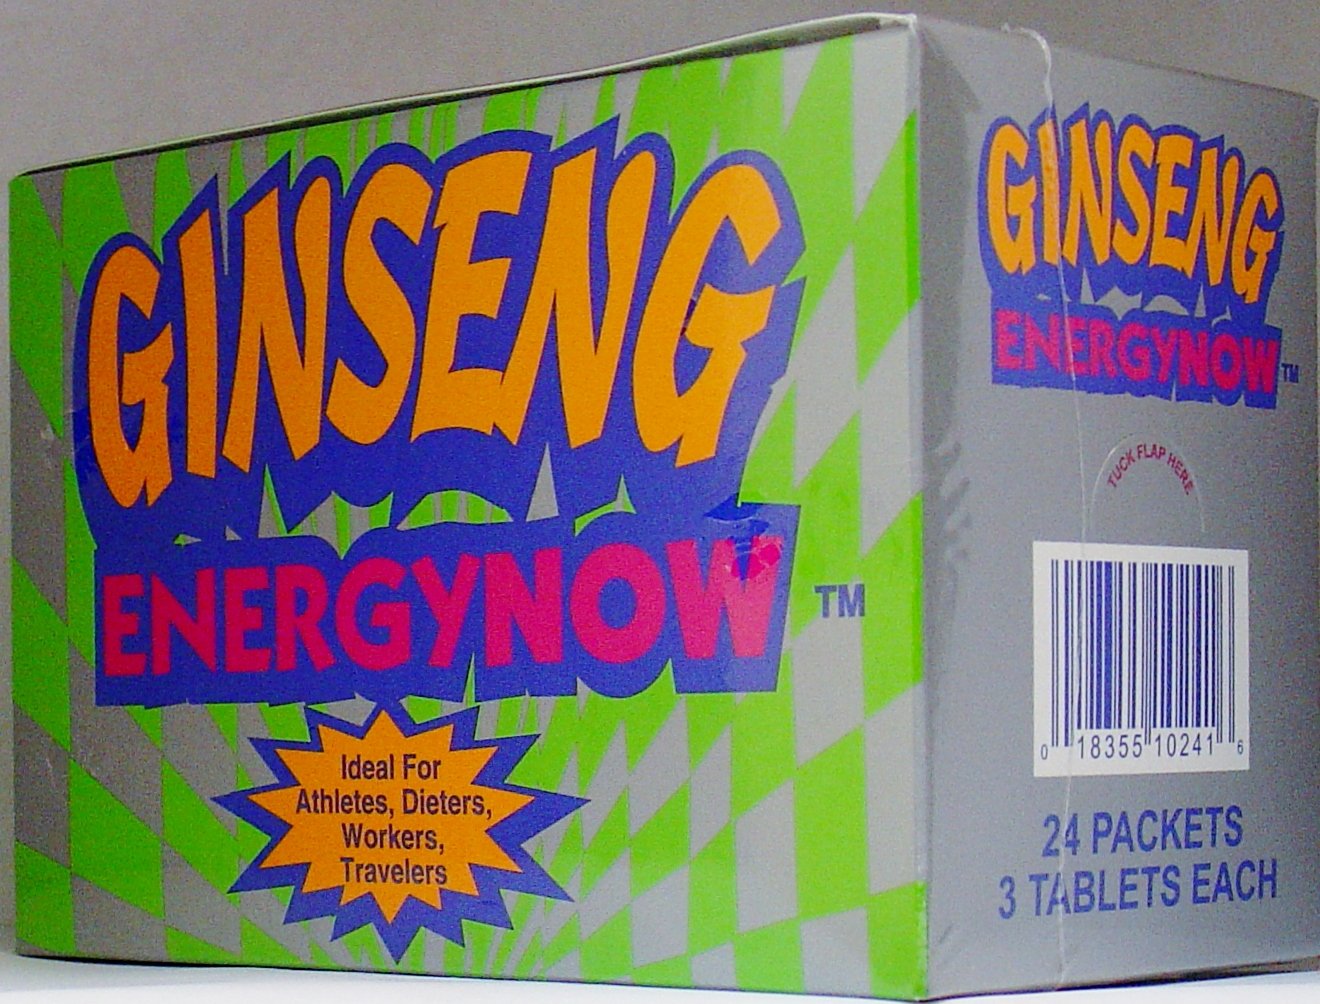 GINSENG
ENERGYNOW TM
Ideal For
Athletes, Dieters,
Workers,
Travelers
GINSENG
ENERGYNOW TM
TUCK FLAP HERE
0 18355 10241 6
24 PACKETS
3 TABLETS EACH